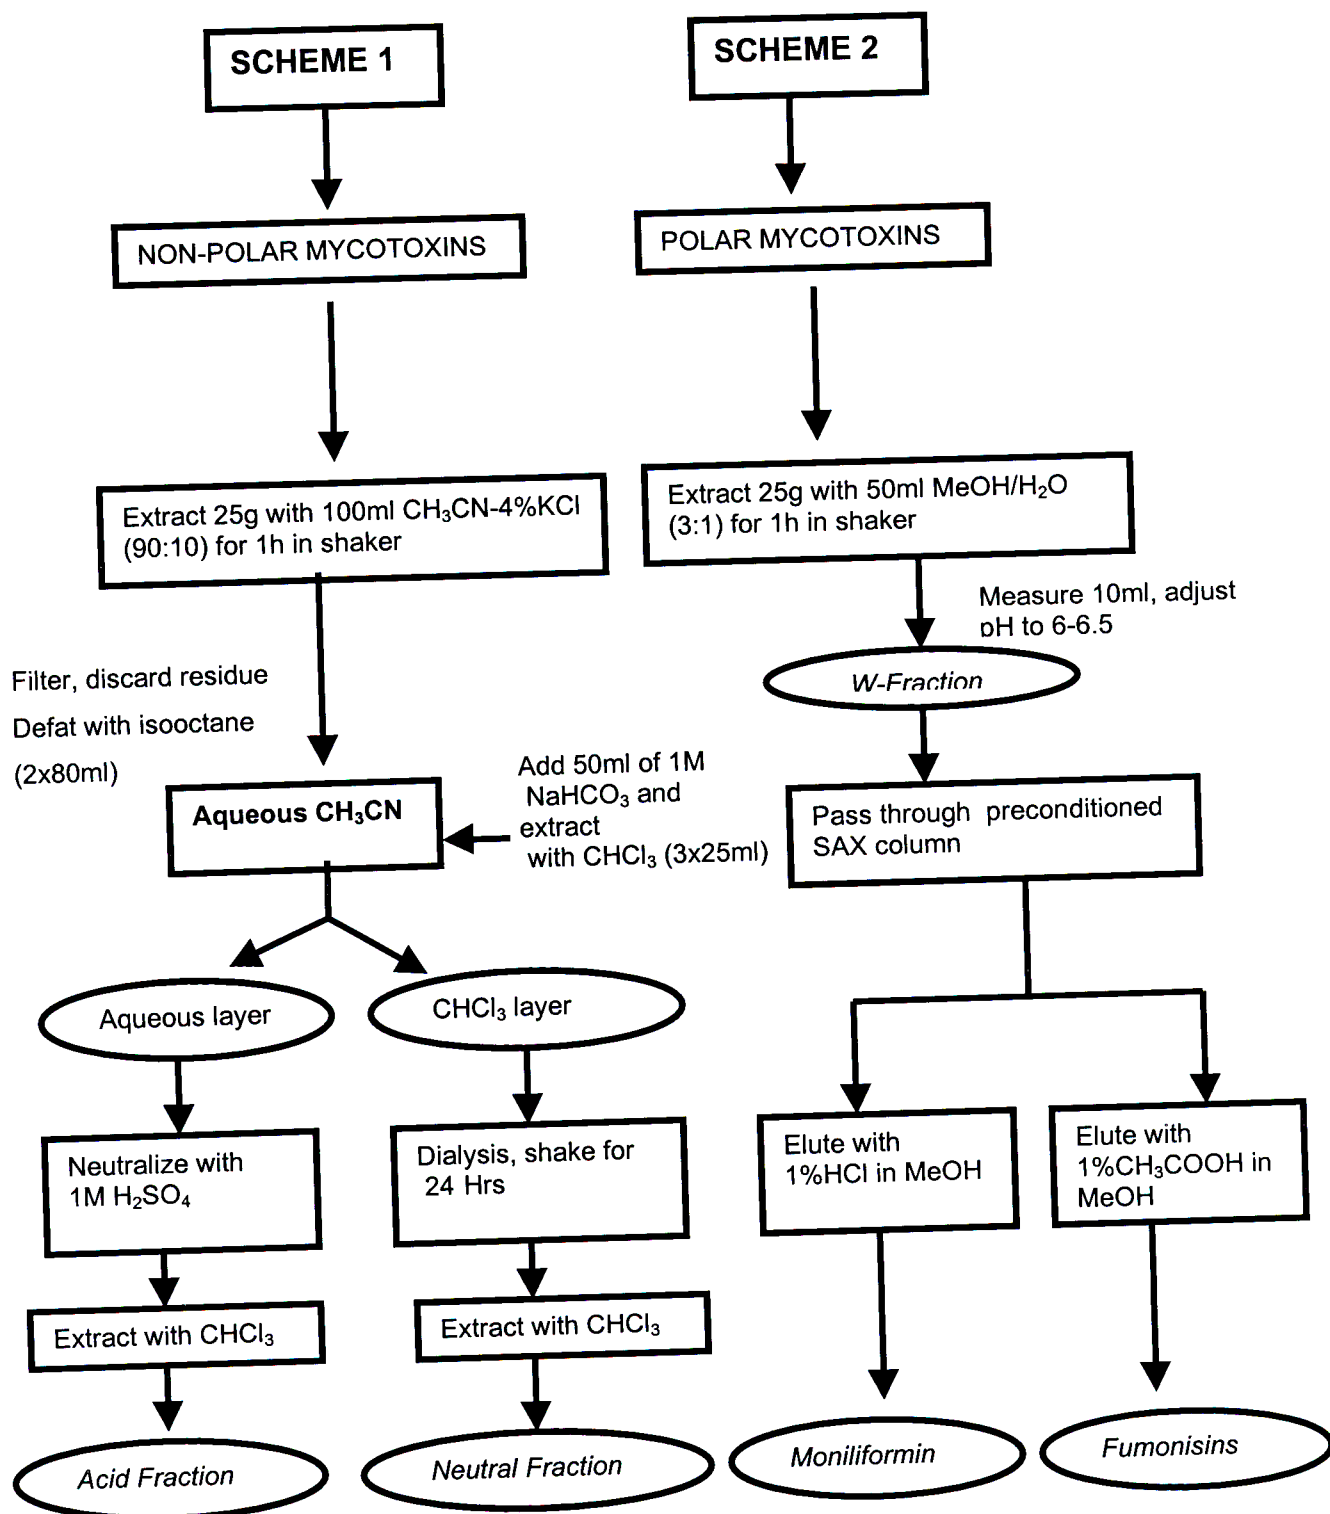 SCHEME 1
SCHEME 2
NON-POLAR MYCOTOXINS
POLAR MYCOTOXINS
Extract 25g with 100ml CH₃CN-4%KCl
(90:10) for 1h in shaker
Extract 25g with 50ml MeOH/H₂O
(3:1) for 1h in shaker
Measure 10ml, adjust
pH to 6-6.5
W-Fraction
Filter, discard residue
Defat with isooctane
(2x80ml)
Aqueous CH₃CN
Add 50ml of 1M
NaHCO₃ and
extract
with CHCl₃ (3x25ml)
Pass through preconditioned
SAX column
Aqueous layer
CHCl₃ layer
Neutralize with
1M H₂SO₄
Dialysis, shake for
24 Hrs
Elute with
1%HCl in MeOH
Elute with
1%CH₃COOH in
MeOH
Extract with CHCl₃
Extract with CHCl₃
Acid Fraction
Neutral Fraction
Moniliformin
Fumonisins